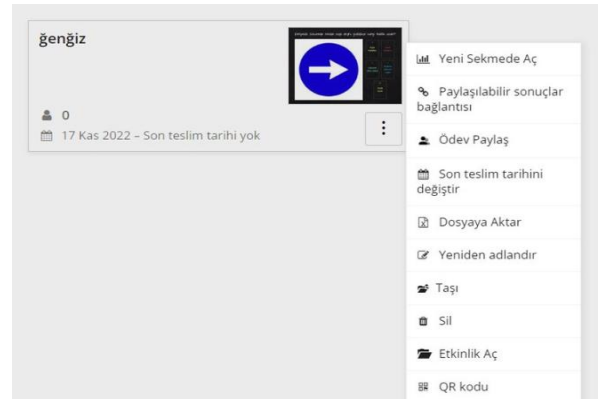 ğenğiz
0
17 Kas 2022 – Son teslim tarihi yok
Yeni Sekmede Aç
Paylaşılabilir sonuçlar
bağlantısı
Ödev Paylaş
Son teslim tarihini
değiştir
Dosyaya Aktar
Yeniden adlandır
Taşı
Sil
Etkinlik Aç
QR kodu